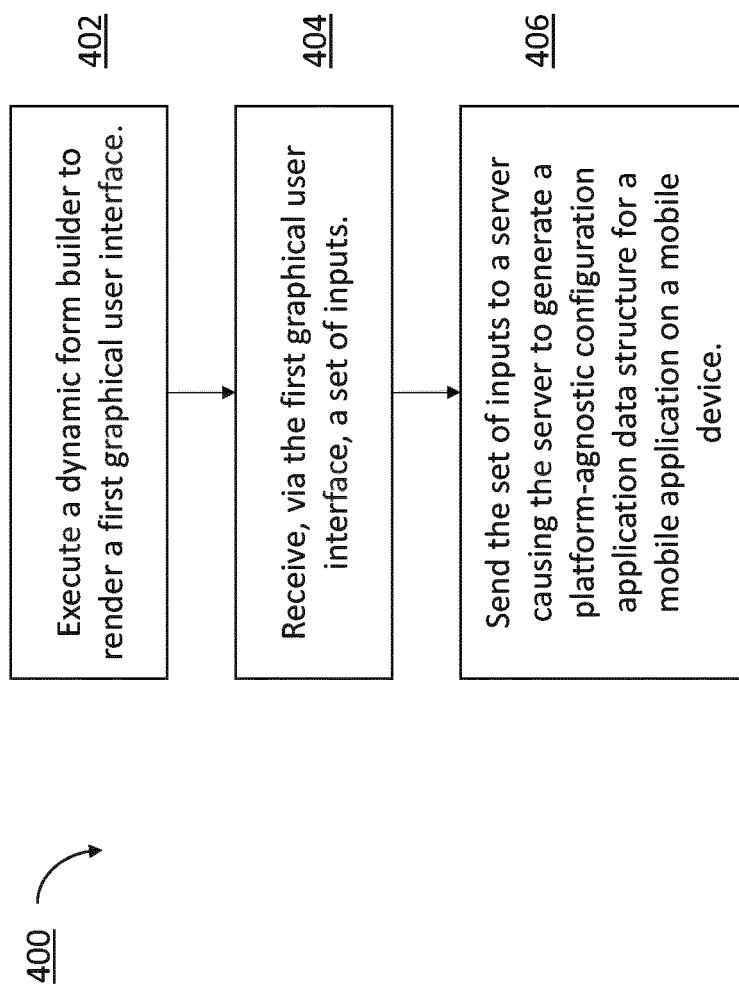 400
Execute a dynamic form builder to
render a first graphical user interface.
402
Receive, via the first graphical user
interface, a set of inputs.
404
Send the set of inputs to a server
causing the server to generate a
platform-agnostic configuration
application data structure for a
mobile application on a mobile
device.
406